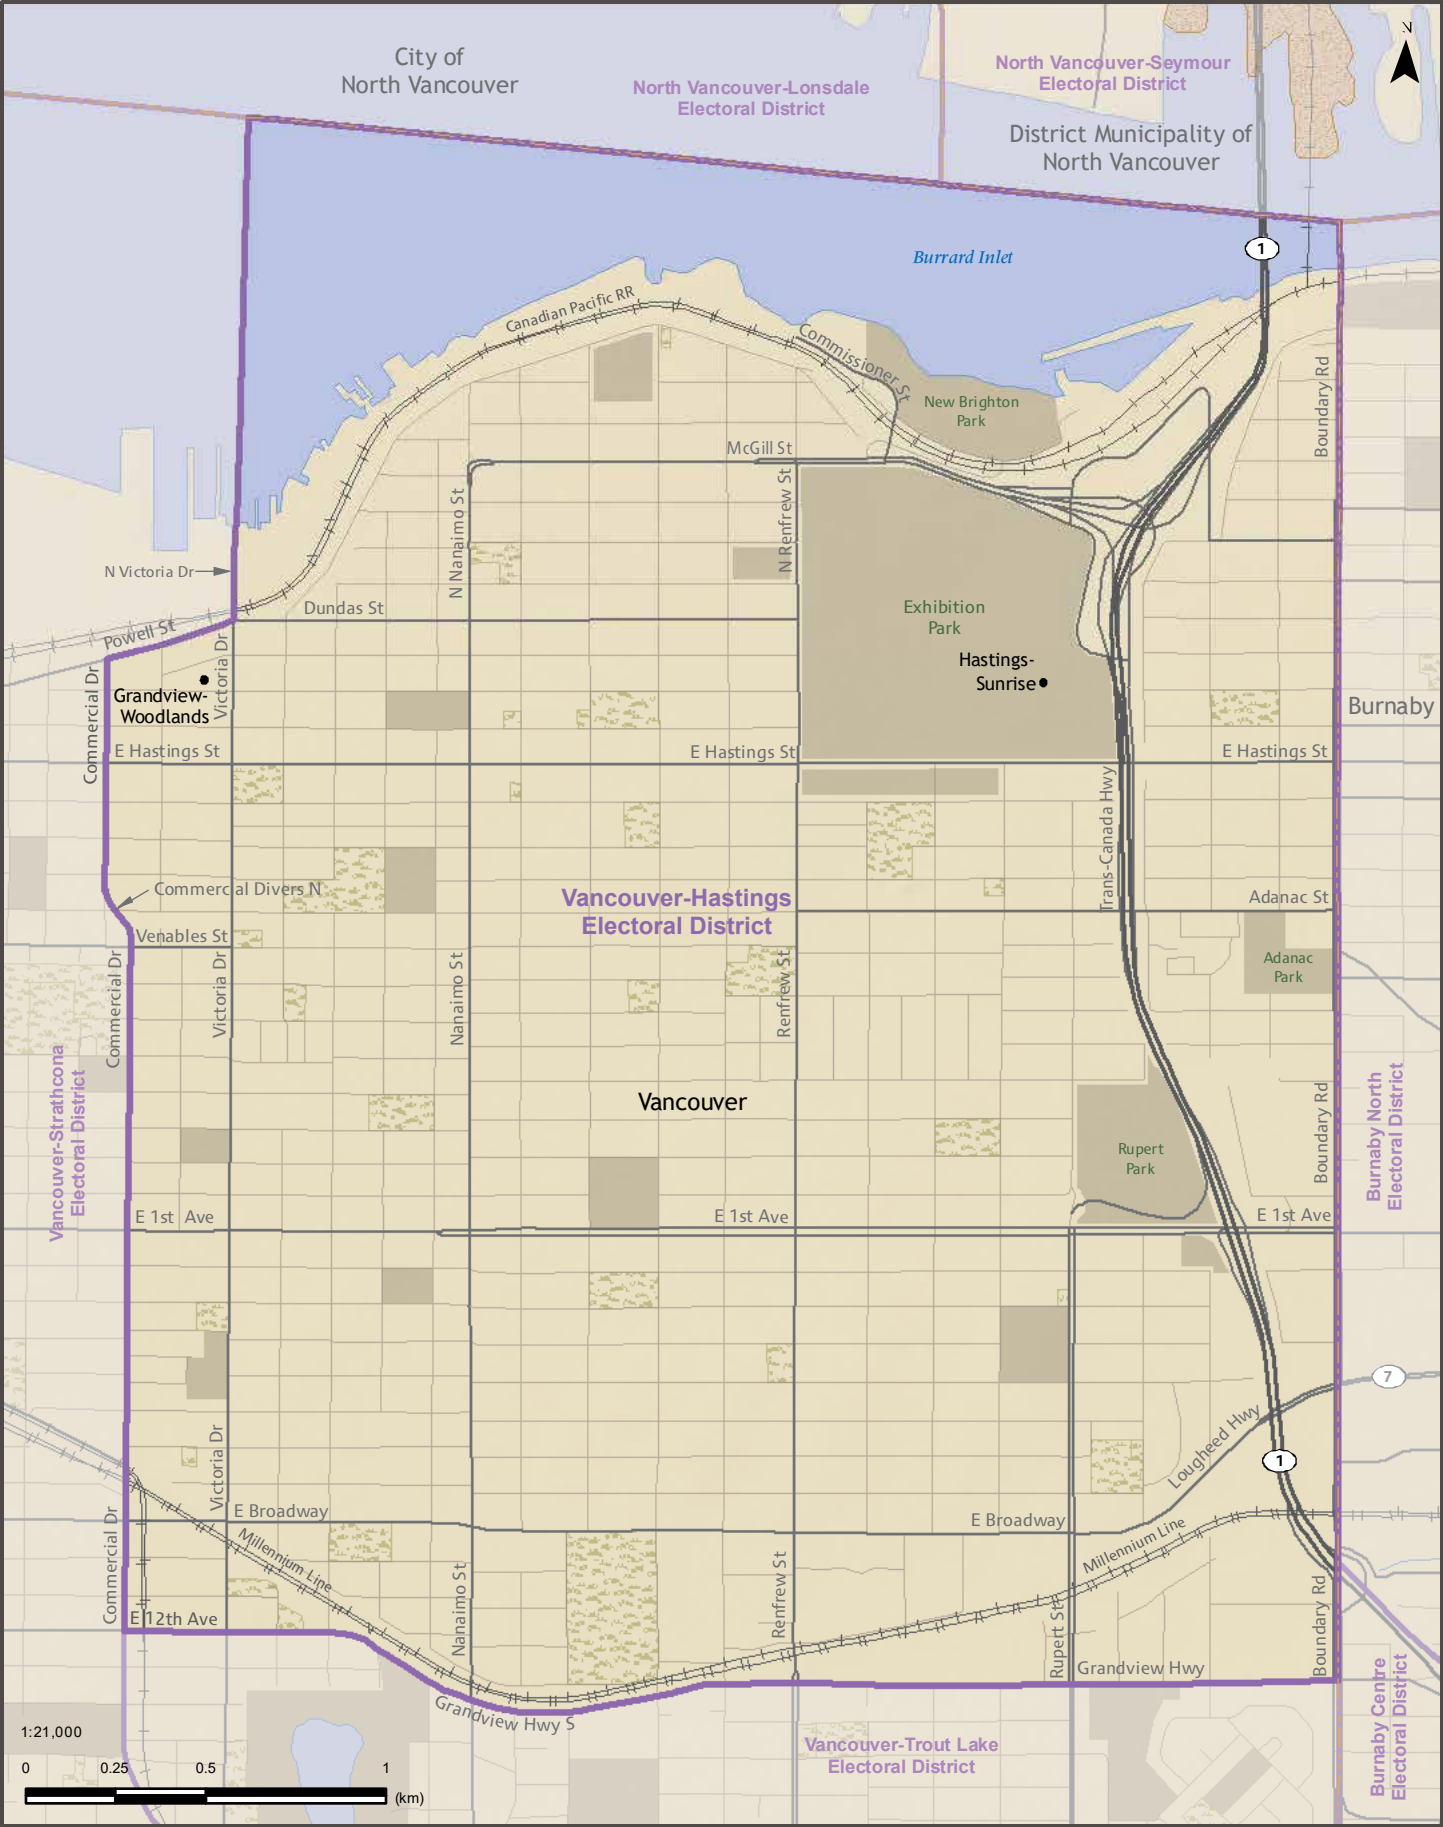 City of
North Vancouver
North Vancouver-Lonsdale
Electoral District
North Vancouver-Seymour
Electoral District
N
District Municipality of
North Vancouver
1
Burrard Inlet
Canadian Pacific RR
Commissioner St
New Brighton
Park
Boundary Rd
McGill St
N Nanaimo St
N Renfrew St
N Victoria Dr
Dundas St
Powell St
Exhibition
Park
Hastings-
Sunrise
Grandview-
Woodlands
Victoria Dr
Commercial Dr
Burnaby
E Hastings St
E Hastings St
E Hastings St
Trans-Canada Hwy
Commercial Divers N
Vancouver-Hastings
Electoral District
Adanac St
Venables St
Adanac
Park
Commercial Dr
Victoria Dr
Nanaimo St
Renfrew St
Vancouver-Strathcona
Electoral District
Vancouver
Boundary Rd
Burnaby North
Electoral District
Rupert
Park
E 1st Ave
E 1st Ave
E 1st Ave
7
Lougheed Hwy
1
Victoria Dr
E Broadway
E Broadway
Commercial Dr
Millennium Line
Millennium Line
Nanaimo St
Renfrew St
Rupert St
Boundary Rd
E 12th Ave
Grandview Hwy
Grandview Hwy S
Vancouver-Trout Lake
Electoral District
Burnaby Centre
Electoral District
1:21,000
0 0.25 0.5 1
(km)